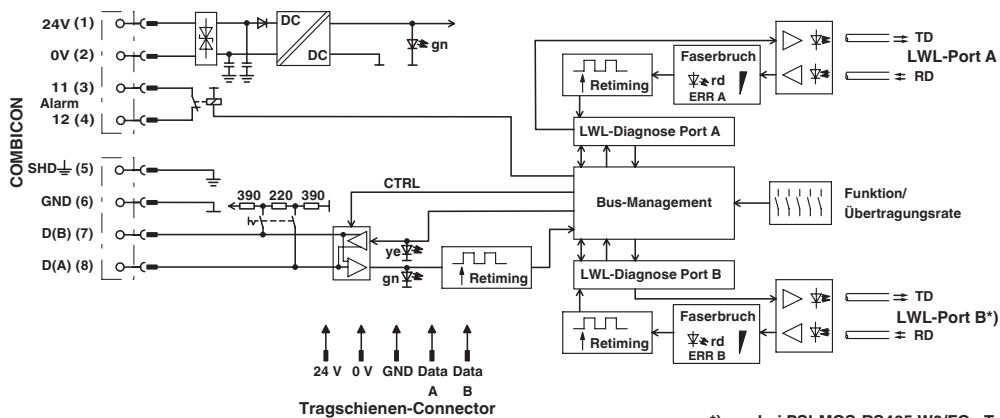 COMBICON
24V (1)
0V (2)
11 (3)
Alarm
12 (4)
DC
DC
gn
SHD (5)
GND (6)
D(B) (7)
D(A) (8)
390 220 390
CTRL
ye
gn
Retiming
Retiming
Faserbruch
rd
ERR A
TD
LWL-Port A
RD
LWL-Diagnose Port A
Bus-Management
Funktion/
Übertragungsrate
LWL-Diagnose Port B
Retiming
Faserbruch
rd
ERR B
TD
LWL-Port B*)
RD
24 V 0 V GND Data Data
A B
Tragschienen-Connector